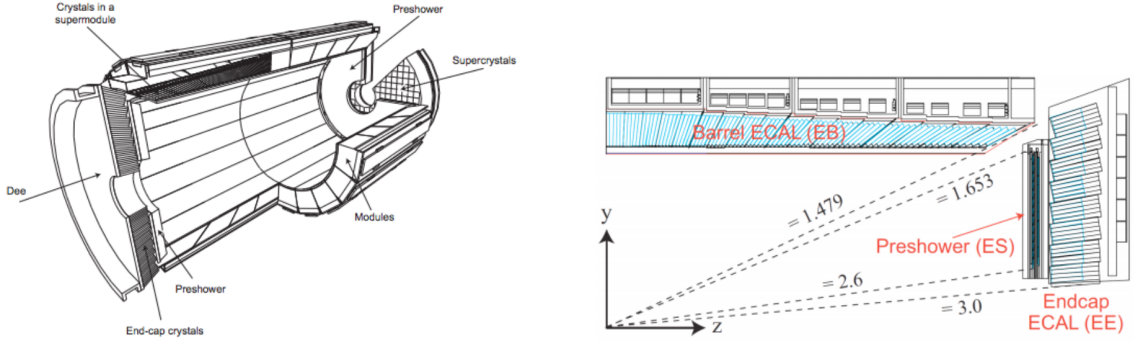 Crystals in a
supermodule
Preshower
Supercrystals
Dee
Modules
Preshower
End-cap crystals
Barrel ECAL (EB)
= 1.479
= 1.653
y
Preshower (ES)
= 2.6
= 3.0
z
Endcap
ECAL (EE)